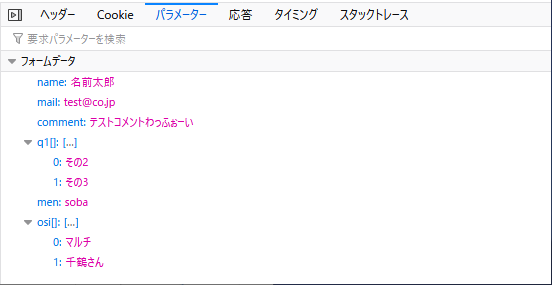 ヘッダー Cookie パラメーター 応答 タイミング スタックトレース
要求パラメーターを検索
フォームデータ
name: 名前太郎
mail: test@co.jp
comment: テストコメントわっふぉーい
q1[]: [...]
0: その2
1: その3
men: soba
osi[]: [...]
0: マルチ
1: 千鶴さん